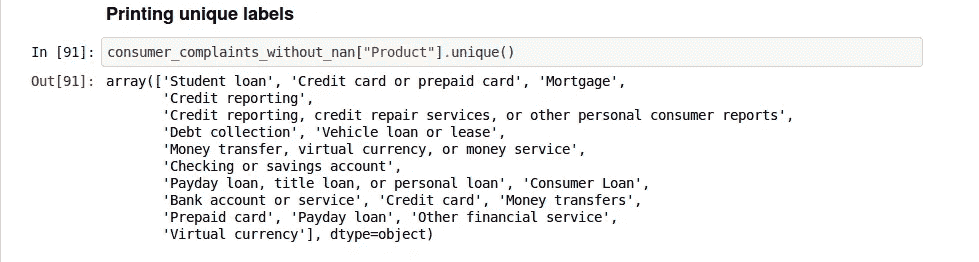 Printing unique labels
In [91]: consumer_complaints_without_nan["Product"].unique()
Out[91]: array(['Student loan', 'Credit card or prepaid card', 'Mortgage',
'Credit reporting',
'Credit reporting, credit repair services, or other personal consumer reports',
'Debt collection', 'Vehicle loan or lease',
'Money transfer, virtual currency, or money service',
'Checking or savings account',
'Payday loan, title loan, or personal loan', 'Consumer Loan',
'Bank account or service', 'Credit card', 'Money transfers',
'Prepaid card', 'Payday loan', 'Other financial service',
'Virtual currency'], dtype=object)